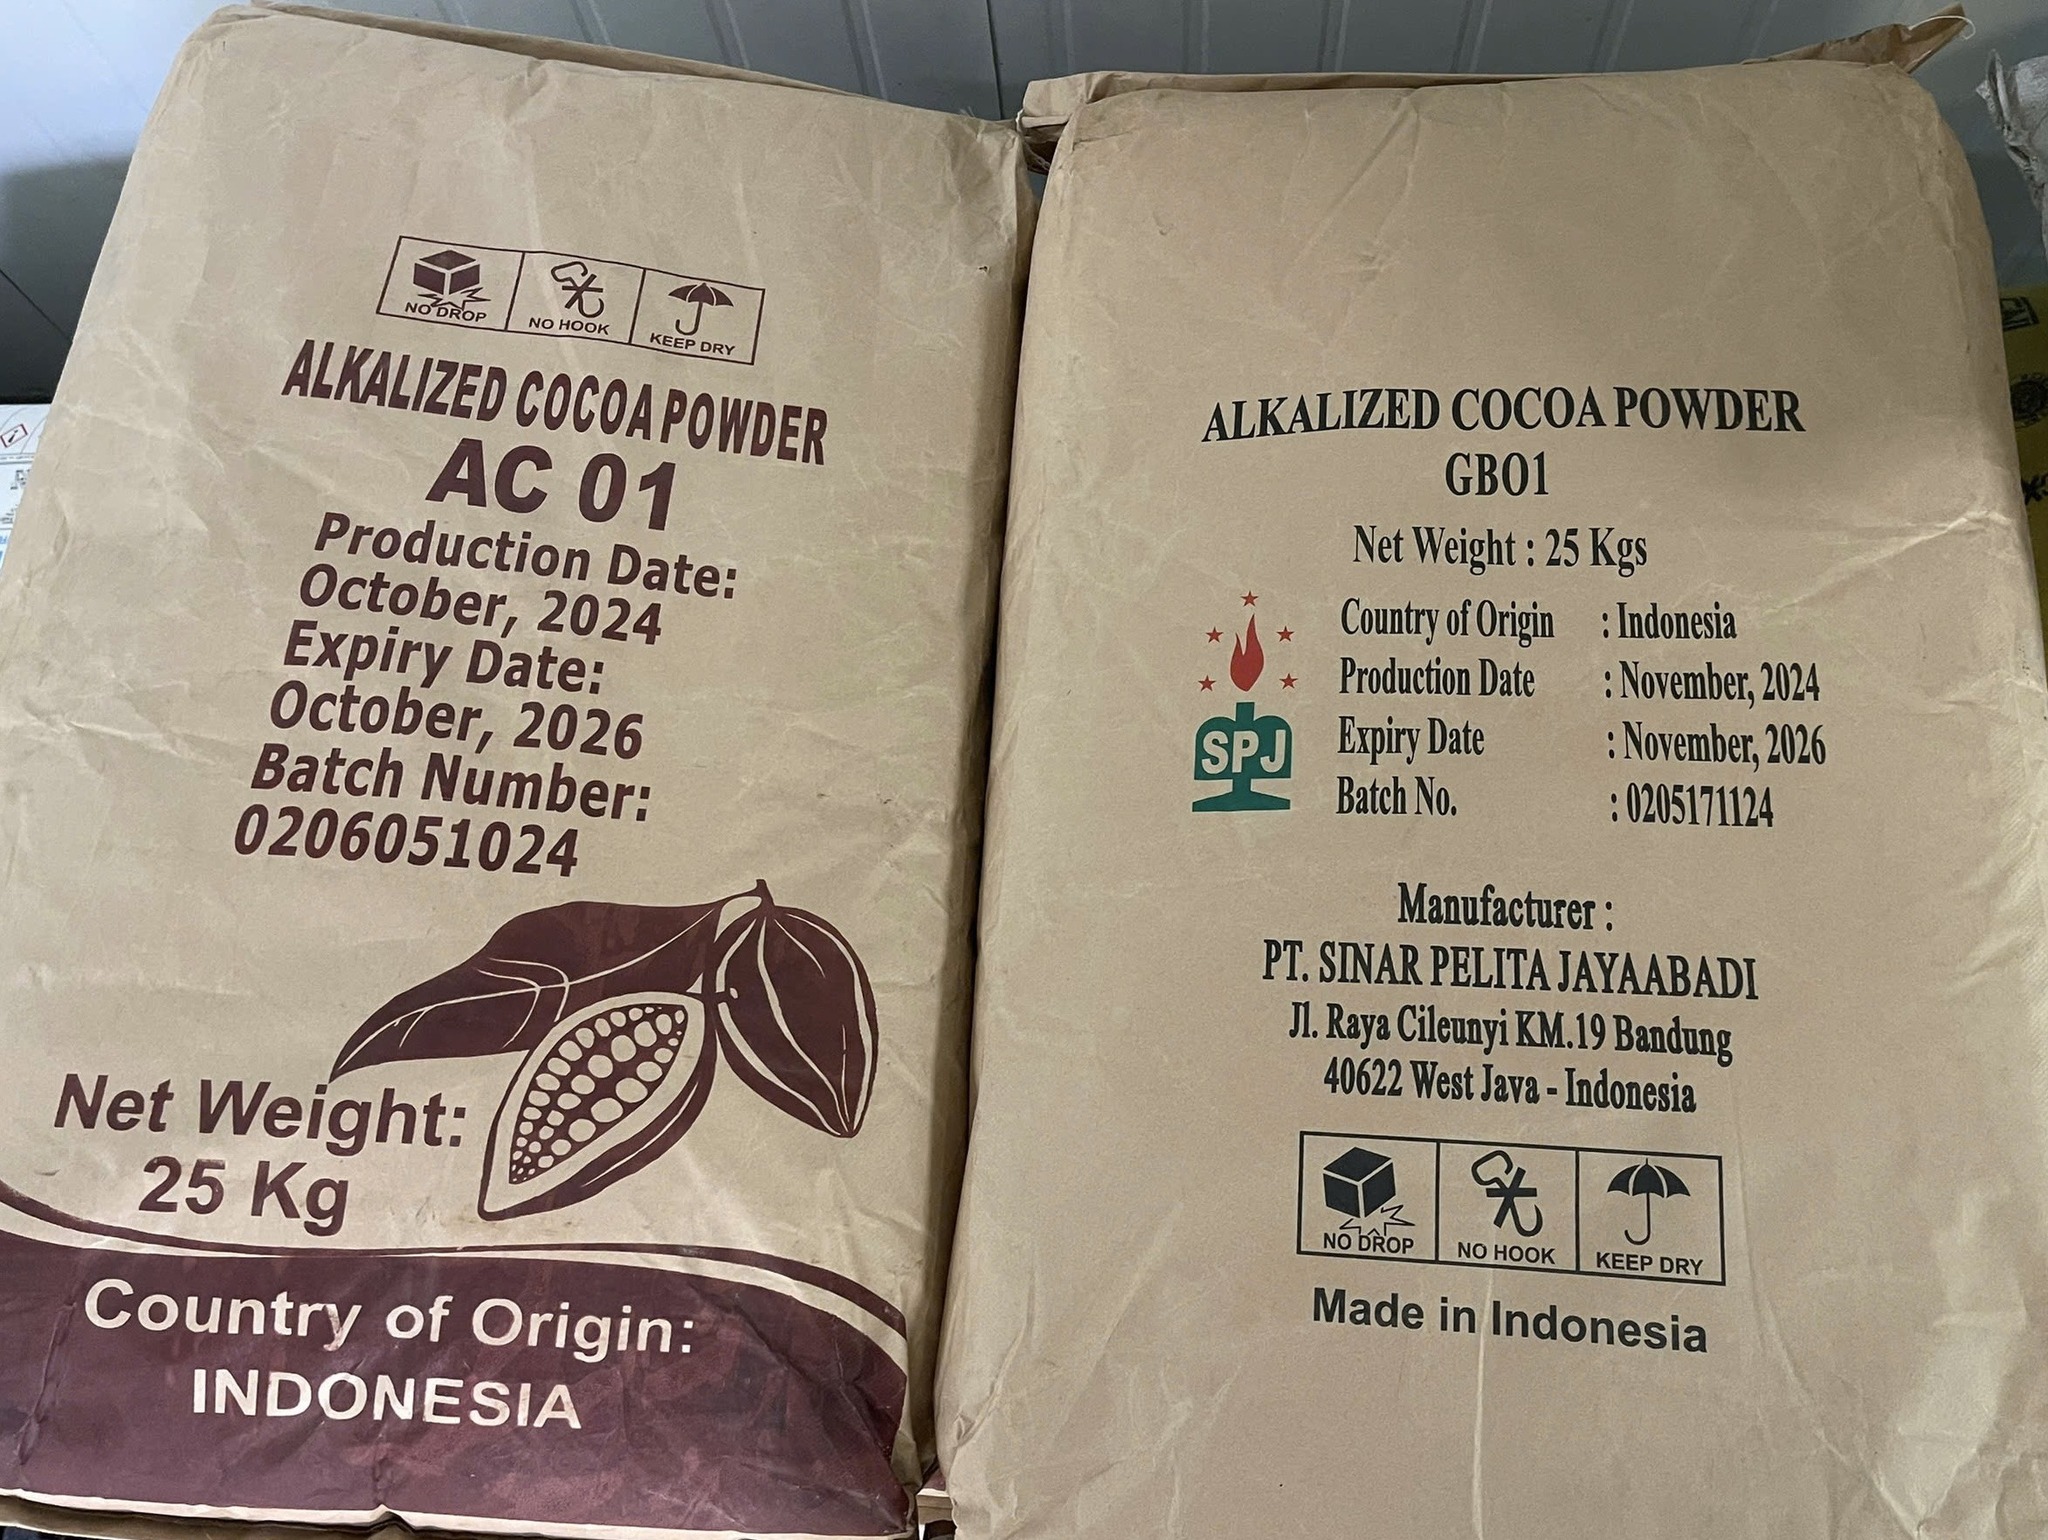 NO DROP
NO HOOK
KEEP DRY
ALKALIZED COCOA POWDER
AC 01
Production Date:
October, 2024
Expiry Date:
October, 2026
Batch Number:
0206051024
Net Weight:
25 Kg
Country of Origin:
INDONESIA
ALKALIZED COCOA POWDER
GB01
Net Weight : 25 Kgs
SPJ
Country of Origin : Indonesia
Production Date : November, 2024
Expiry Date : November, 2026
Batch No. : 0205171124
Manufacturer :
PT. SINAR PELITA JAYAABADI
Jl. Raya Cileunyi KM.19 Bandung
40622 West Java - Indonesia
NO DROP
NO HOOK
KEEP DRY
Made in Indonesia